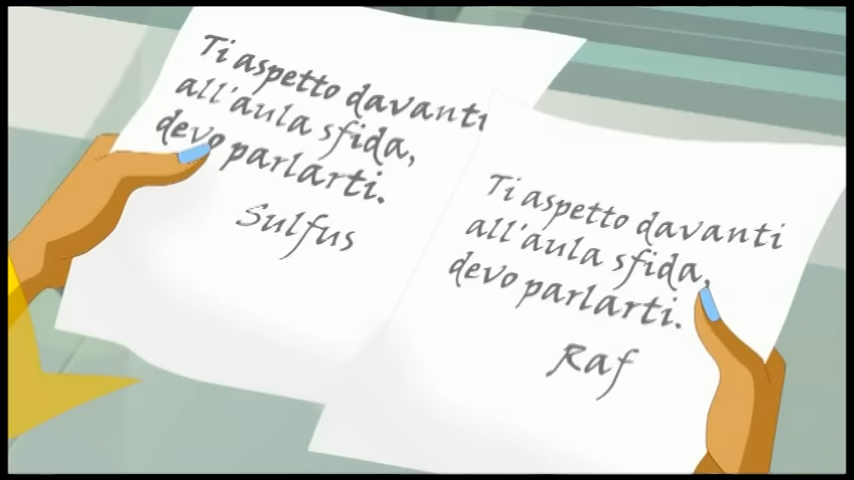 Ti aspetto davanti
all'aula sfida,
devo parlarti.
Sulfus
Ti aspetto davanti
all'aula sfida,
devo parlarti.
Raf